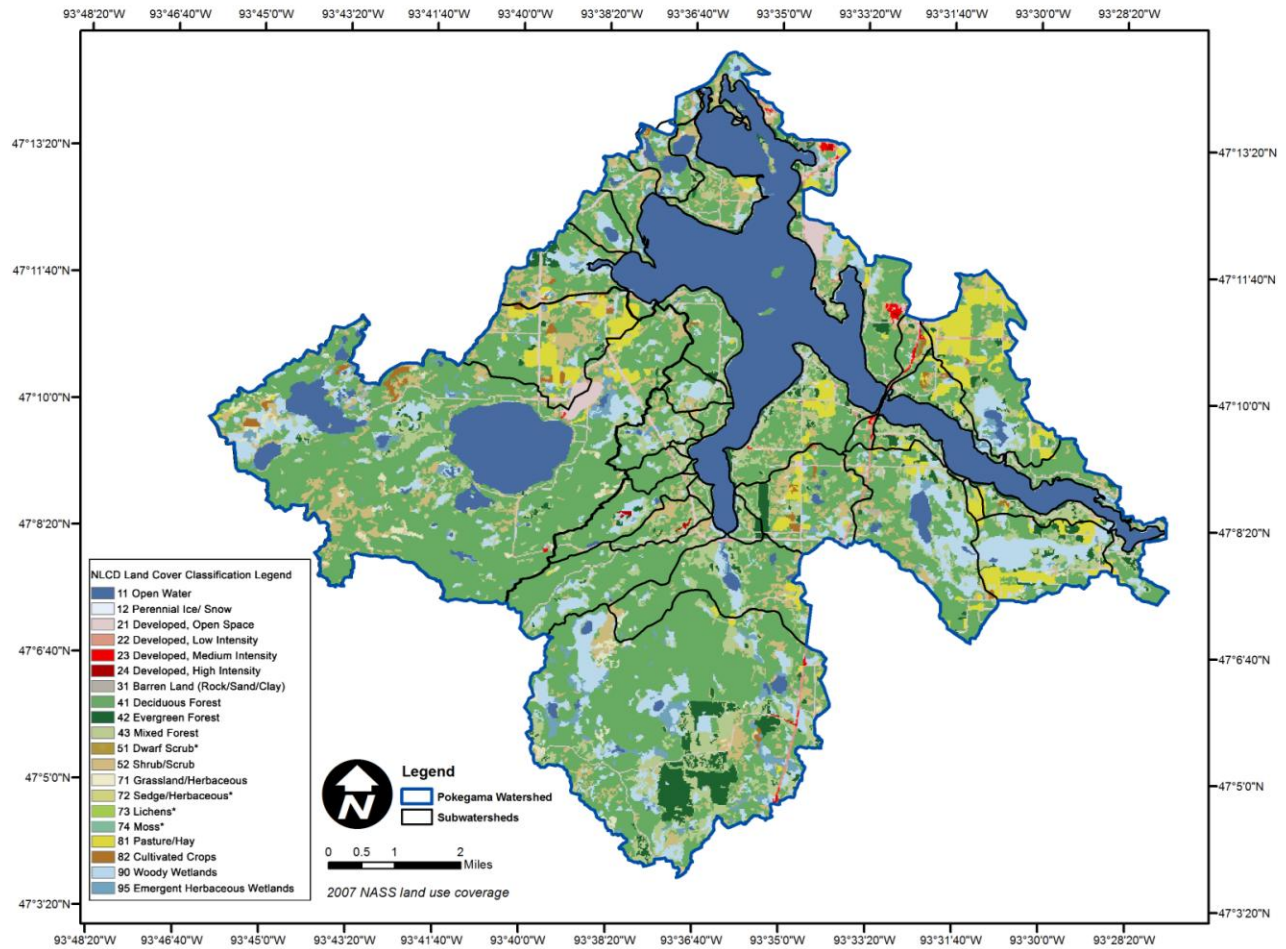 93°48'20"W 93°46'40"W 93°45'0"W 93°43'20"W 93°41'40"W 93°40'0"W 93°38'20"W 93°36'40"W 93°35'0"W 93°33'20"W 93°31'40"W 93°30'0"W 93°28'20"W
47°13'20"N 47°13'20"N
47°11'40"N 47°11'40"N
47°10'0"N 47°10'0"N
47°8'20"N 47°8'20"N
47°6'40"N 47°6'40"N
47°5'0"N 47°5'0"N
47°3'20"N 47°3'20"N
NLCD Land Cover Classification Legend
11 Open Water
12 Perennial Ice/ Snow
21 Developed, Open Space
22 Developed, Low Intensity
23 Developed, Medium Intensity
24 Developed, High Intensity
31 Barren Land (Rock/Sand/Clay)
41 Deciduous Forest
42 Evergreen Forest
43 Mixed Forest
51 Dwarf Scrub*
52 Shrub/Scrub
71 Grassland/Herbaceous
72 Sedge/Herbaceous*
73 Lichens*
74 Moss*
81 Pasture/Hay
82 Cultivated Crops
90 Woody Wetlands
95 Emergent Herbaceous Wetlands
N
Legend
Pokegama Watershed
Subwatersheds
0 0.5 1 2
Miles
2007 NASS land use coverage
93°48'20"W 93°46'40"W 93°45'0"W 93°43'20"W 93°41'40"W 93°40'0"W 93°38'20"W 93°36'40"W 93°35'0"W 93°33'20"W 93°31'40"W 93°30'0"W 93°28'20"W